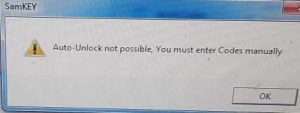 SamKEY
Auto-Unlock not possible, You must enter Codes manually
OK